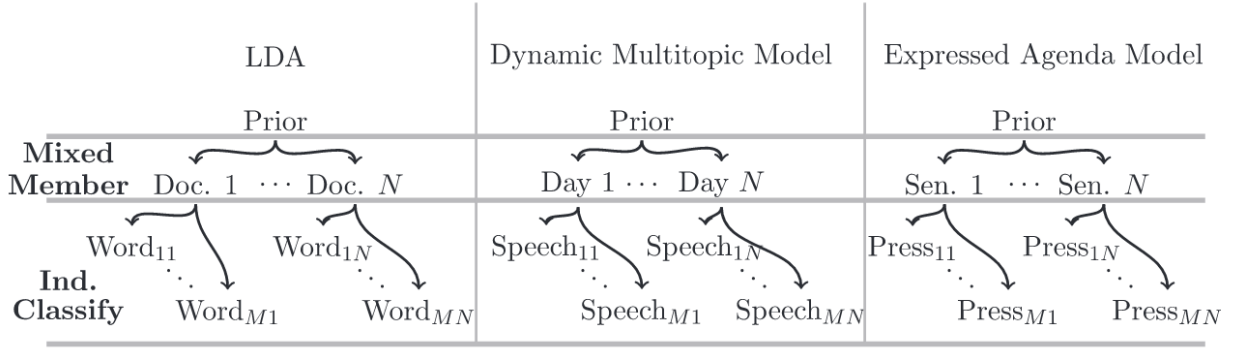 LDA Dynamic Multitopic Model Expressed Agenda Model
Prior Prior Prior
Mixed
Member Doc. 1 ··· Doc. N Day 1 ··· Day N Sen. 1 ··· Sen. N
Word11 Word1N Speech11 Speech1N Press11 Press1N
Ind.
Classify WordM1 WordMN SpeechM1 SpeechMN PressM1 PressMN